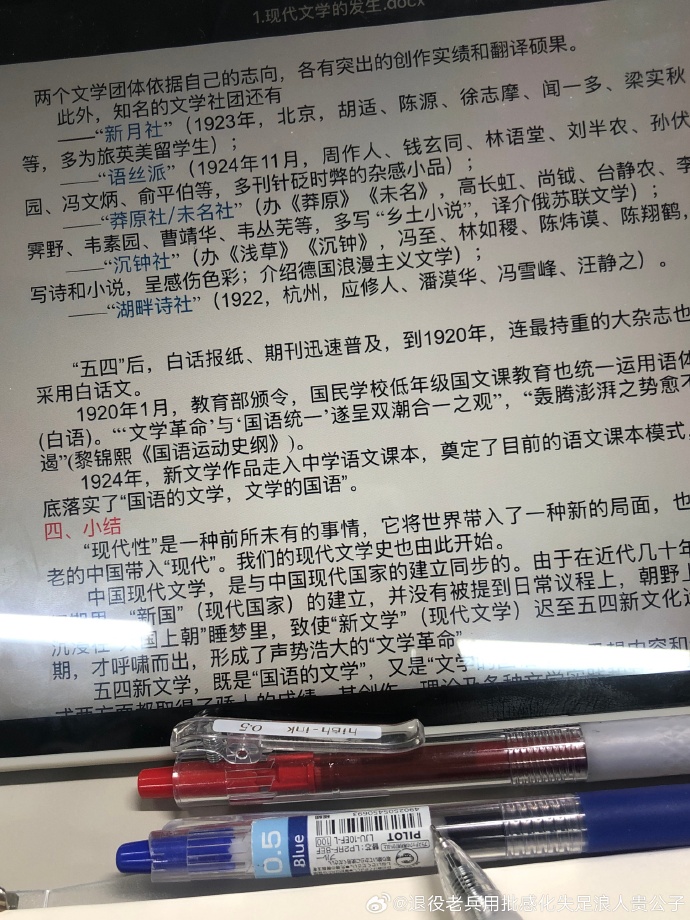 1.现代文学的发生.docx
两个文学团体依据自己的志向，各有突出的创作实绩和翻译硕果。
此外，知名的文学社团还有
——“新月社”（1923年，北京，胡适、陈源、徐志摩、闻一多、梁实秋
等，多为旅英美留学生）；
——“语丝派”（1924年11月，周作人、钱玄同、林语堂、刘半农、孙伏
园、冯文炳、俞平伯等，多刊针砭时弊的杂感小品）；
——“莽原社/未名社”（办《莽原》《未名》，高长虹、尚钺、台静农、李
霁野、韦素园、曹靖华、韦丛芜等，多写“乡土小说”，译介俄苏联文学）；
——“沉钟社”（办《浅草》《沉钟》，冯至、林如稷、陈炜谟、陈翔鹤，
写诗和小说，呈感伤色彩；介绍德国浪漫主义文学）；
——“湖畔诗社”（1922，杭州，应修人、潘漠华、冯雪峰、汪静之）。
“五四”后，白话报纸、期刊迅速普及，到1920年，连最持重的大杂志也
采用白话文。
1920年1月，教育部颁令，国民学校低年级国文课教育也统一运用语体
(白语)。“‘文学革命’与‘国语统一’遂呈双潮合一之观”，“轰腾澎湃之势愈不
遏”(黎锦熙《国语运动史纲》)。
1924年，新文学作品走入中学语文课本，奠定了目前的语文课本模式，
底落实了“国语的文学，文学的国语”。
四、小结
“现代性”是一种前所未有的事情，它将世界带入了一种新的局面，也
老的中国带入“现代”。我们的现代文学史也由此开始。
中国现代文学，是与中国现代国家的建立同步的。由于在近代几十年
“新国”（现代国家）的建立，并没有被提到日常议程上，朝野上
国上朝”睡梦里，致使“新文学”（现代文学）迟至五四新文化运
期，才呼啸而出，形成了声势浩大的“文学革命”
五四新文学，既是“国语的文学”，又是“文学的
high-ink 0.5
0.5 Blue
4902505450693
PILOT
LJU-10EF-L
@退役老兵用批感化失足浪人贵公子